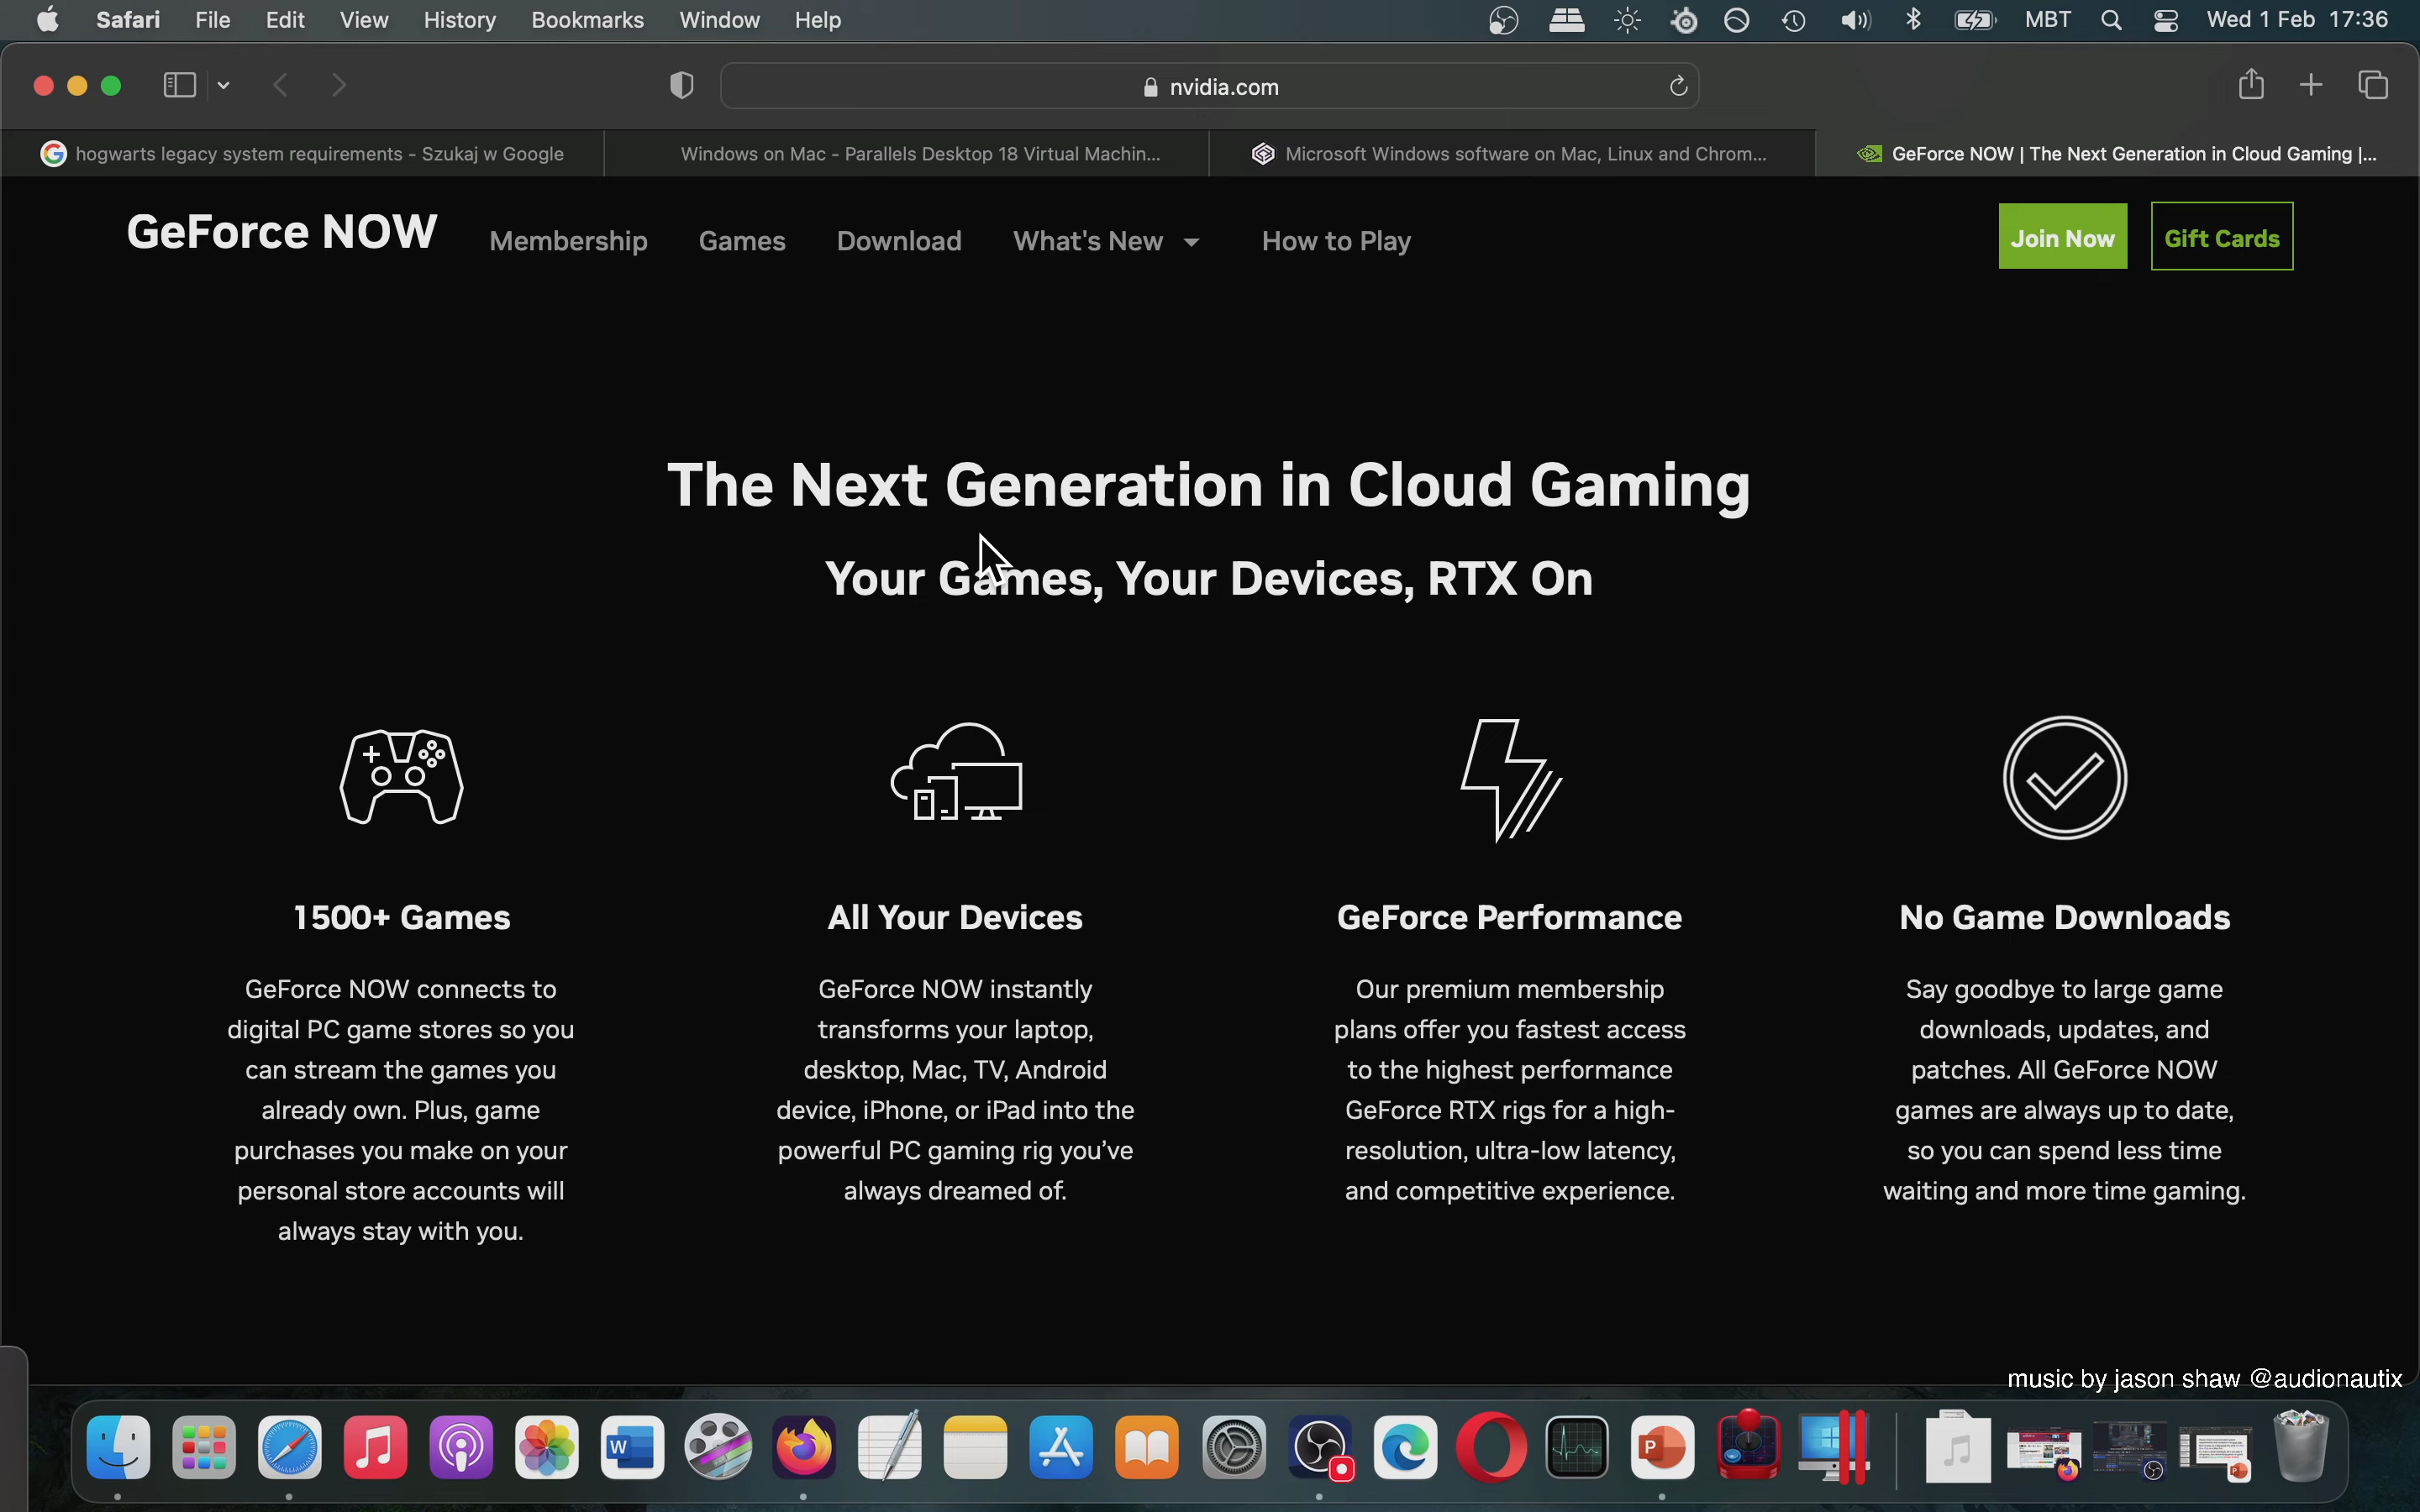 Safari File Edit View History Bookmarks Window Help MBT Wed 1 Feb 17:36
nvidia.com
hogwarts legacy system requirements - Szukaj w Google
Windows on Mac - Parallels Desktop 18 Virtual Machin...
Microsoft Windows software on Mac, Linux and Chrom...
GeForce NOW | The Next Generation in Cloud Gaming |...
GeForce NOW Membership Games Download What's New How to Play Join Now Gift Cards
The Next Generation in Cloud Gaming
Your Games, Your Devices, RTX On
1500+ Games
GeForce NOW connects to
digital PC game stores so you
can stream the games you
already own. Plus, game
purchases you make on your
personal store accounts will
always stay with you.
All Your Devices
GeForce NOW instantly
transforms your laptop,
desktop, Mac, TV, Android
device, iPhone, or iPad into the
powerful PC gaming rig you've
always dreamed of.
GeForce Performance
Our premium membership
plans offer you fastest access
to the highest performance
GeForce RTX rigs for a high-
resolution, ultra-low latency,
and competitive experience.
No Game Downloads
Say goodbye to large game
downloads, updates, and
patches. All GeForce NOW
games are always up to date,
so you can spend less time
waiting and more time gaming.
music by jason shaw @audionautix
W
P